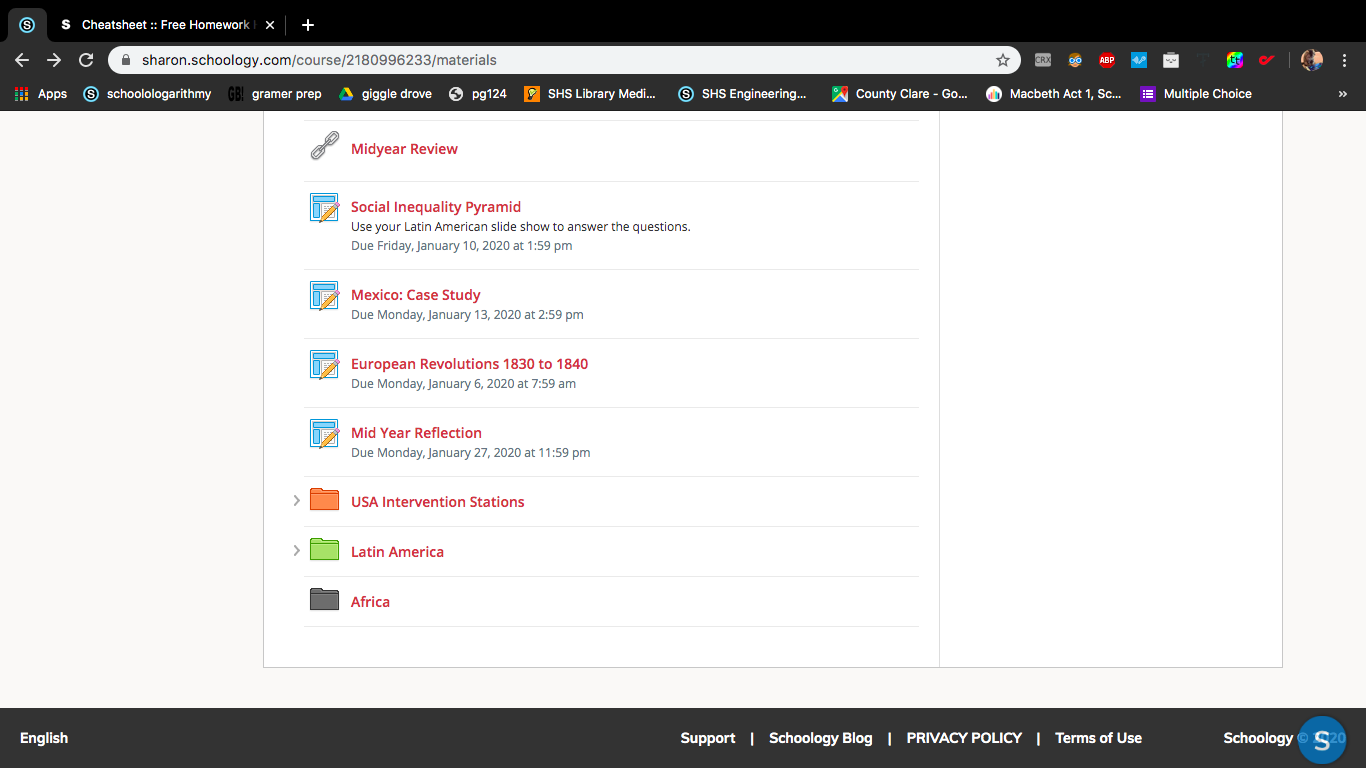 S Cheatsheet :: Free Homework
sharon.schoology.com/course/2180996233/materials
CRX ABP
Apps schoolologarithmy GB! gramer prep giggle drove pg124 SHS Library Medi... SHS Engineering... County Clare - Go... Macbeth Act 1, Sc... Multiple Choice »
Midyear Review
Social Inequality Pyramid
Use your Latin American slide show to answer the questions.
Due Friday, January 10, 2020 at 1:59 pm
Mexico: Case Study
Due Monday, January 13, 2020 at 2:59 pm
European Revolutions 1830 to 1840
Due Monday, January 6, 2020 at 7:59 am
Mid Year Reflection
Due Monday, January 27, 2020 at 11:59 pm
USA Intervention Stations
Latin America
Africa
English Support | Schoology Blog | PRIVACY POLICY | Terms of Use Schoology ©
S